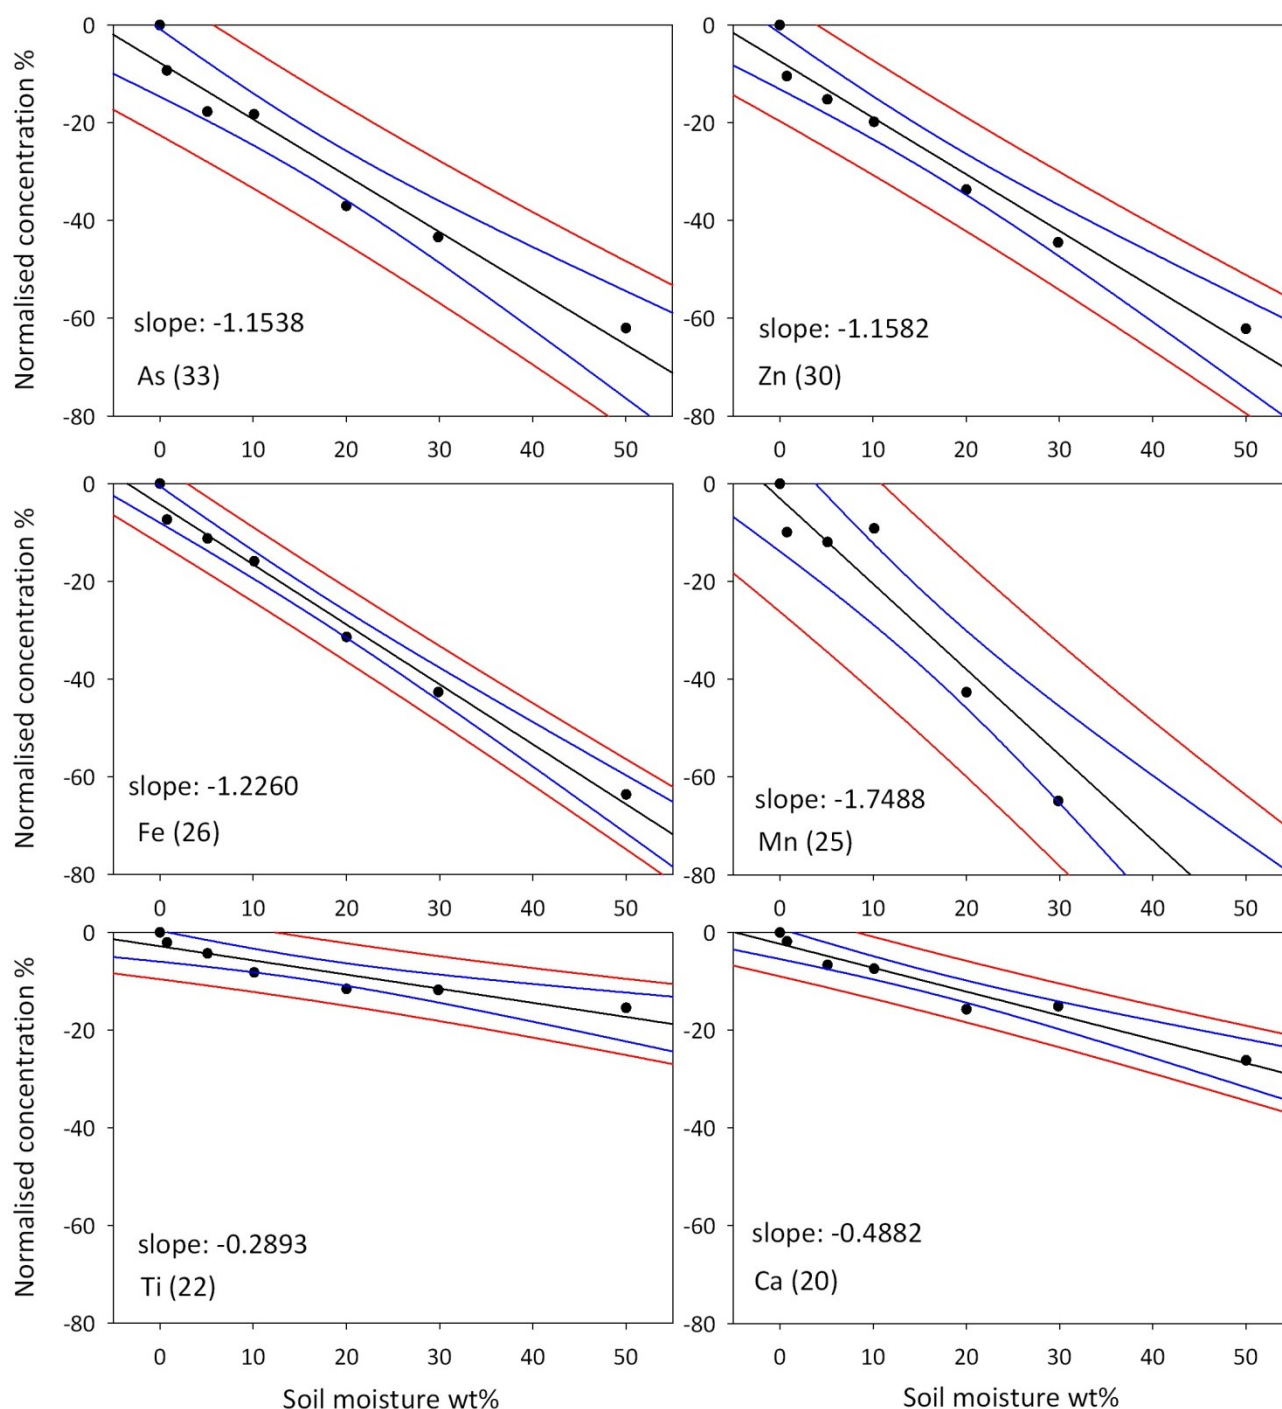 Normalised concentration %
0
-20
-40
-60
-80
slope: -1.1538
As (33)
0 10 20 30 40 50
0
-20
-40
-60
-80
slope: -1.1582
Zn (30)
0 10 20 30 40 50
Normalised concentration %
0
-20
-40
-60
-80
slope: -1.2260
Fe (26)
0 10 20 30 40 50
0
-20
-40
-60
-80
slope: -1.7488
Mn (25)
0 10 20 30 40 50
Normalised concentration %
0
-20
-40
-60
-80
slope: -0.2893
Ti (22)
0 10 20 30 40 50
Soil moisture wt%
0
-20
-40
-60
-80
slope: -0.4882
Ca (20)
0 10 20 30 40 50
Soil moisture wt%